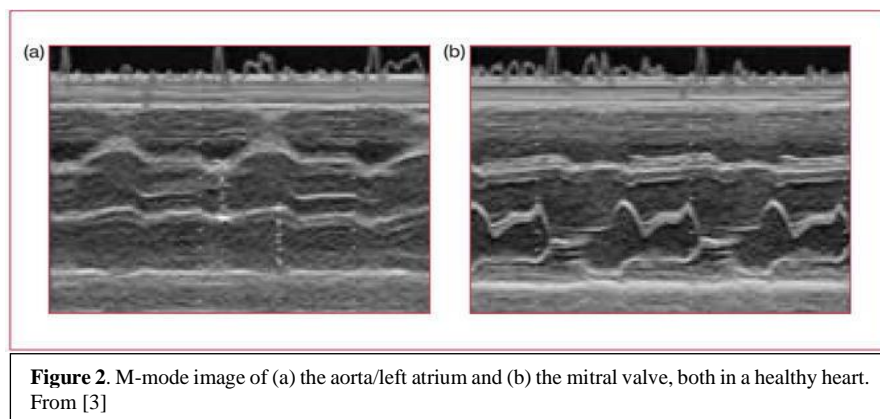 (a)
(b)
Figure 2. M-mode image of (a) the aorta/left atrium and (b) the mitral valve, both in a healthy heart.
From [3]